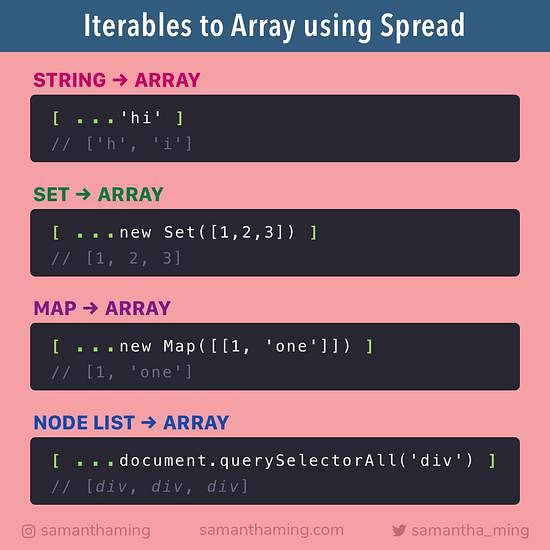 Iterables to Array using Spread
STRING → ARRAY
[ ...'hi' ]
// ['h', 'i']
SET → ARRAY
[ ...new Set([1,2,3]) ]
// [1, 2, 3]
MAP → ARRAY
[ ...new Map([[1, 'one']]) ]
// [1, 'one']
NODE LIST → ARRAY
[ ...document.querySelectorAll('div') ]
// [div, div, div]
samanthaming samanthaming.com samantha_ming